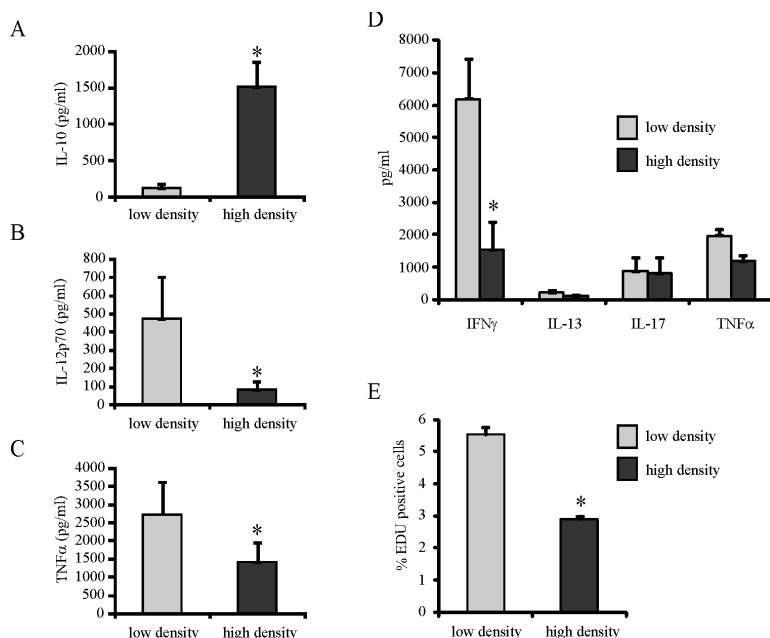 A
IL-10 (pg/ml)
2000
1500
1000
500
0
*
low density high density
B
IL-12p70 (pg/ml)
800
700
600
500
400
300
200
100
0
*
low density high density
C
TNFα (pg/ml)
4000
3500
3000
2500
2000
1500
1000
500
0
*
low density high density
D
pg/ml
8000
7000
6000
5000
4000
3000
2000
1000
0
*
low density
high density
IFNγ IL-13 IL-17 TNFα
E
% EDU positive cells
6
5
4
3
2
1
0
*
low density
high density
low density high density